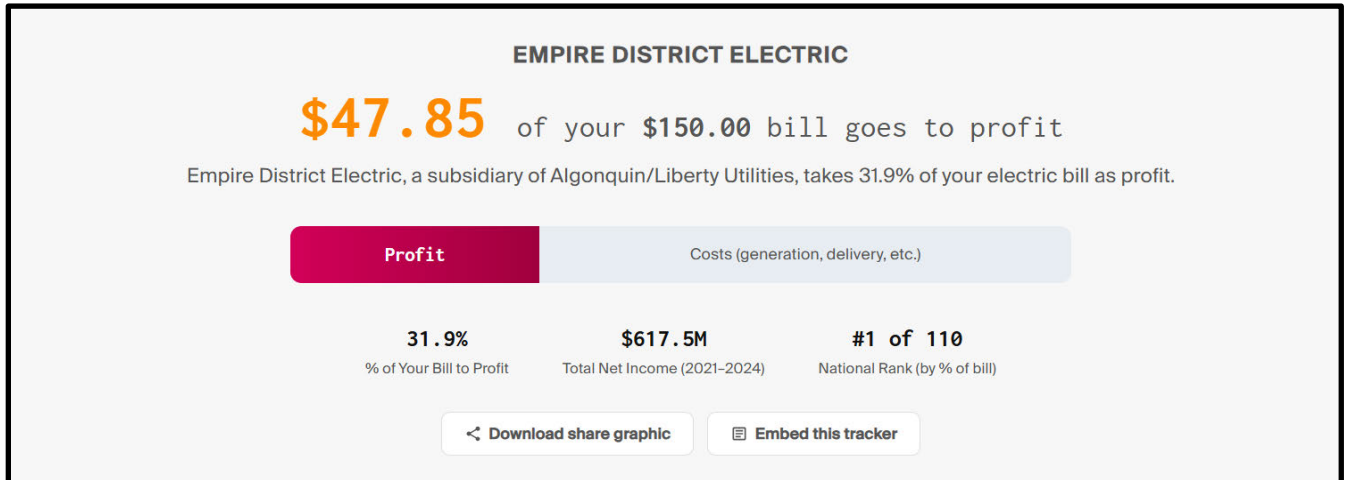 EMPIRE DISTRICT ELECTRIC
$47.85 of your $150.00 bill goes to profit
Empire District Electric, a subsidiary of Algonquin/Liberty Utilities, takes 31.9% of your electric bill as profit.
Profit Costs (generation, delivery, etc.)
31.9% $617.5M #1 of 110
% of Your Bill to Profit Total Net Income (2021–2024) National Rank (by % of bill)
Download share graphic Embed this tracker